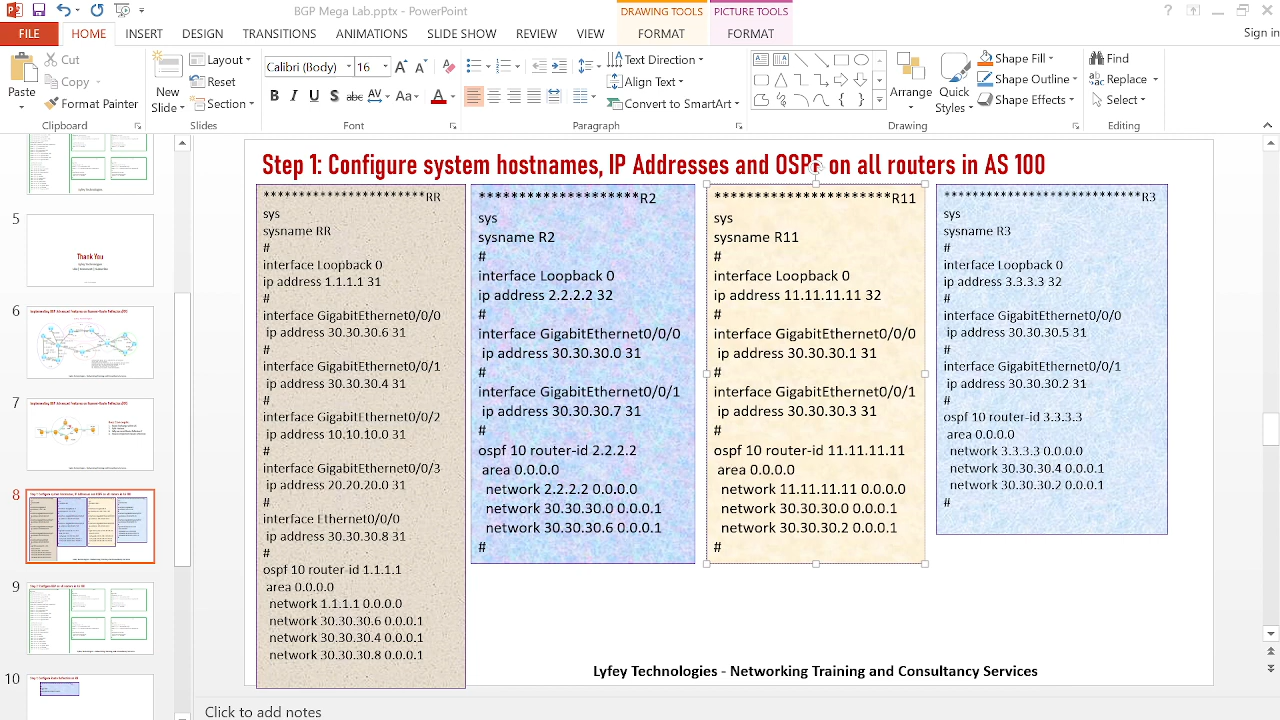 BGP Mega Lab.pptx - PowerPoint
DRAWING TOOLS
PICTURE TOOLS
FILE
HOME
INSERT
DESIGN
TRANSITIONS
ANIMATIONS
SLIDE SHOW
REVIEW
VIEW
FORMAT
FORMAT
Sign in
Paste
Cut
Copy
Format Painter
Clipboard
New
Slide
Layout
Reset
Section
Slides
Calibri (Body)
16
B I U S abc AV Aa A
Font
Text Direction
Align Text
Convert to SmartArt
Paragraph
Arrange
Quick
Styles
Shape Fill
Shape Outline
Shape Effects
Drawing
Find
Replace
Select
Editing
5
Thank You
6
7
8
9
10
Step 1: Configure system hostnames, IP Addresses and OSPF on all routers in AS 100
**********************RR
sys
sysname RR
#
interface Loopback 0
ip address 1.1.1.1 31
#
interface GigabitEthernet0/0/0
ip address 30.30.30.6 31
#
interface GigabitEthernet0/0/1
ip address 30.30.30.4 31
#
interface GigabitEthernet0/0/2
ip address 10.10.10.0 31
#
interface GigabitEthernet0/0/3
ip address 20.20.20.0 31
#
interface Ethernet0/0/0
ip address 30.30.30.8 31
#
ospf 10 router-id 1.1.1.1
area 0.0.0.0
network 1.1.1.1 0.0.0.0
network 30.30.30.6 0.0.0.1
network 30.30.30.4 0.0.0.1
network 30.30.30.8 0.0.0.1
**********************R2
sys
sysname R2
#
interface Loopback 0
ip address 2.2.2.2 32
#
interface GigabitEthernet0/0/0
ip address 30.30.30.0 31
#
interface GigabitEthernet0/0/1
ip address 30.30.30.7 31
#
ospf 10 router-id 2.2.2.2
area 0.0.0.0
network 2.2.2.2 0.0.0.0
network 30.30.30.0 0.0.0.1
network 30.30.30.6 0.0.0.1
#
**********************R11
sys
sysname R11
#
interface Loopback 0
ip address 11.11.11.11 32
#
interface GigabitEthernet0/0/0
ip address 30.30.30.1 31
#
interface GigabitEthernet0/0/1
ip address 30.30.30.3 31
#
ospf 10 router-id 11.11.11.11
area 0.0.0.0
network 11.11.11.11 0.0.0.0
network 30.30.30.0 0.0.0.1
network 30.30.30.2 0.0.0.1
#
**********************R3
sys
sysname R3
#
interface Loopback 0
ip address 3.3.3.3 32
#
interface GigabitEthernet0/0/0
ip address 30.30.30.5 31
#
interface GigabitEthernet0/0/1
ip address 30.30.30.2 31
#
ospf 10 router-id 3.3.3.3
area 0.0.0.0
network 3.3.3.3 0.0.0.0
network 30.30.30.4 0.0.0.1
network 30.30.30.2 0.0.0.1
Lyfey Technologies - Networking Training and Consultancy Services
Click to add notes